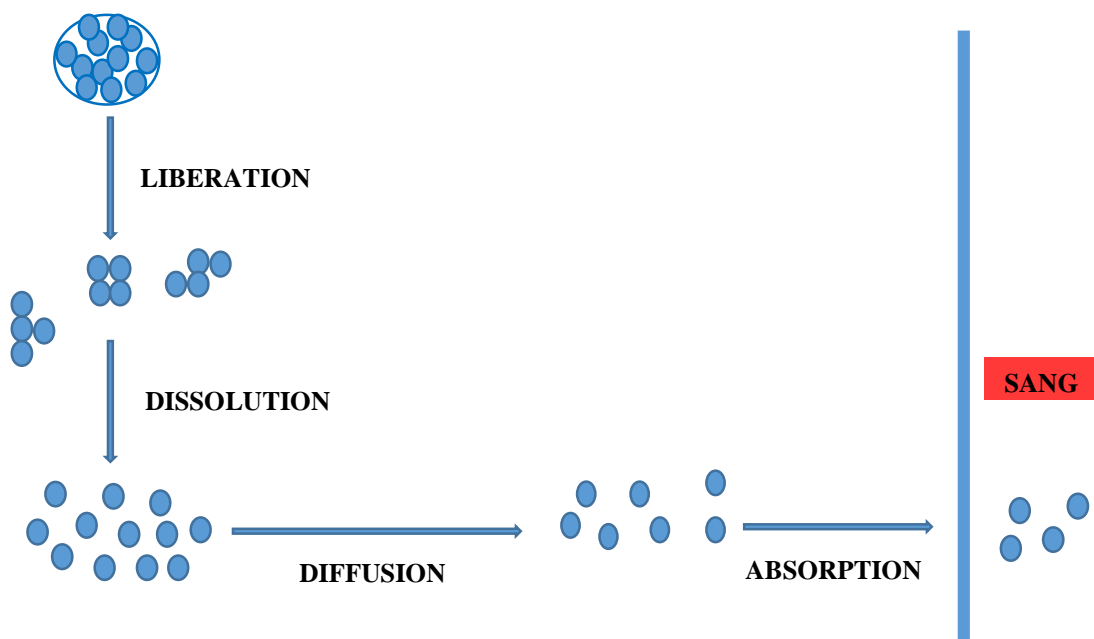 LIBERATION
SANG
DISSOLUTION
DIFFUSION
ABSORPTION